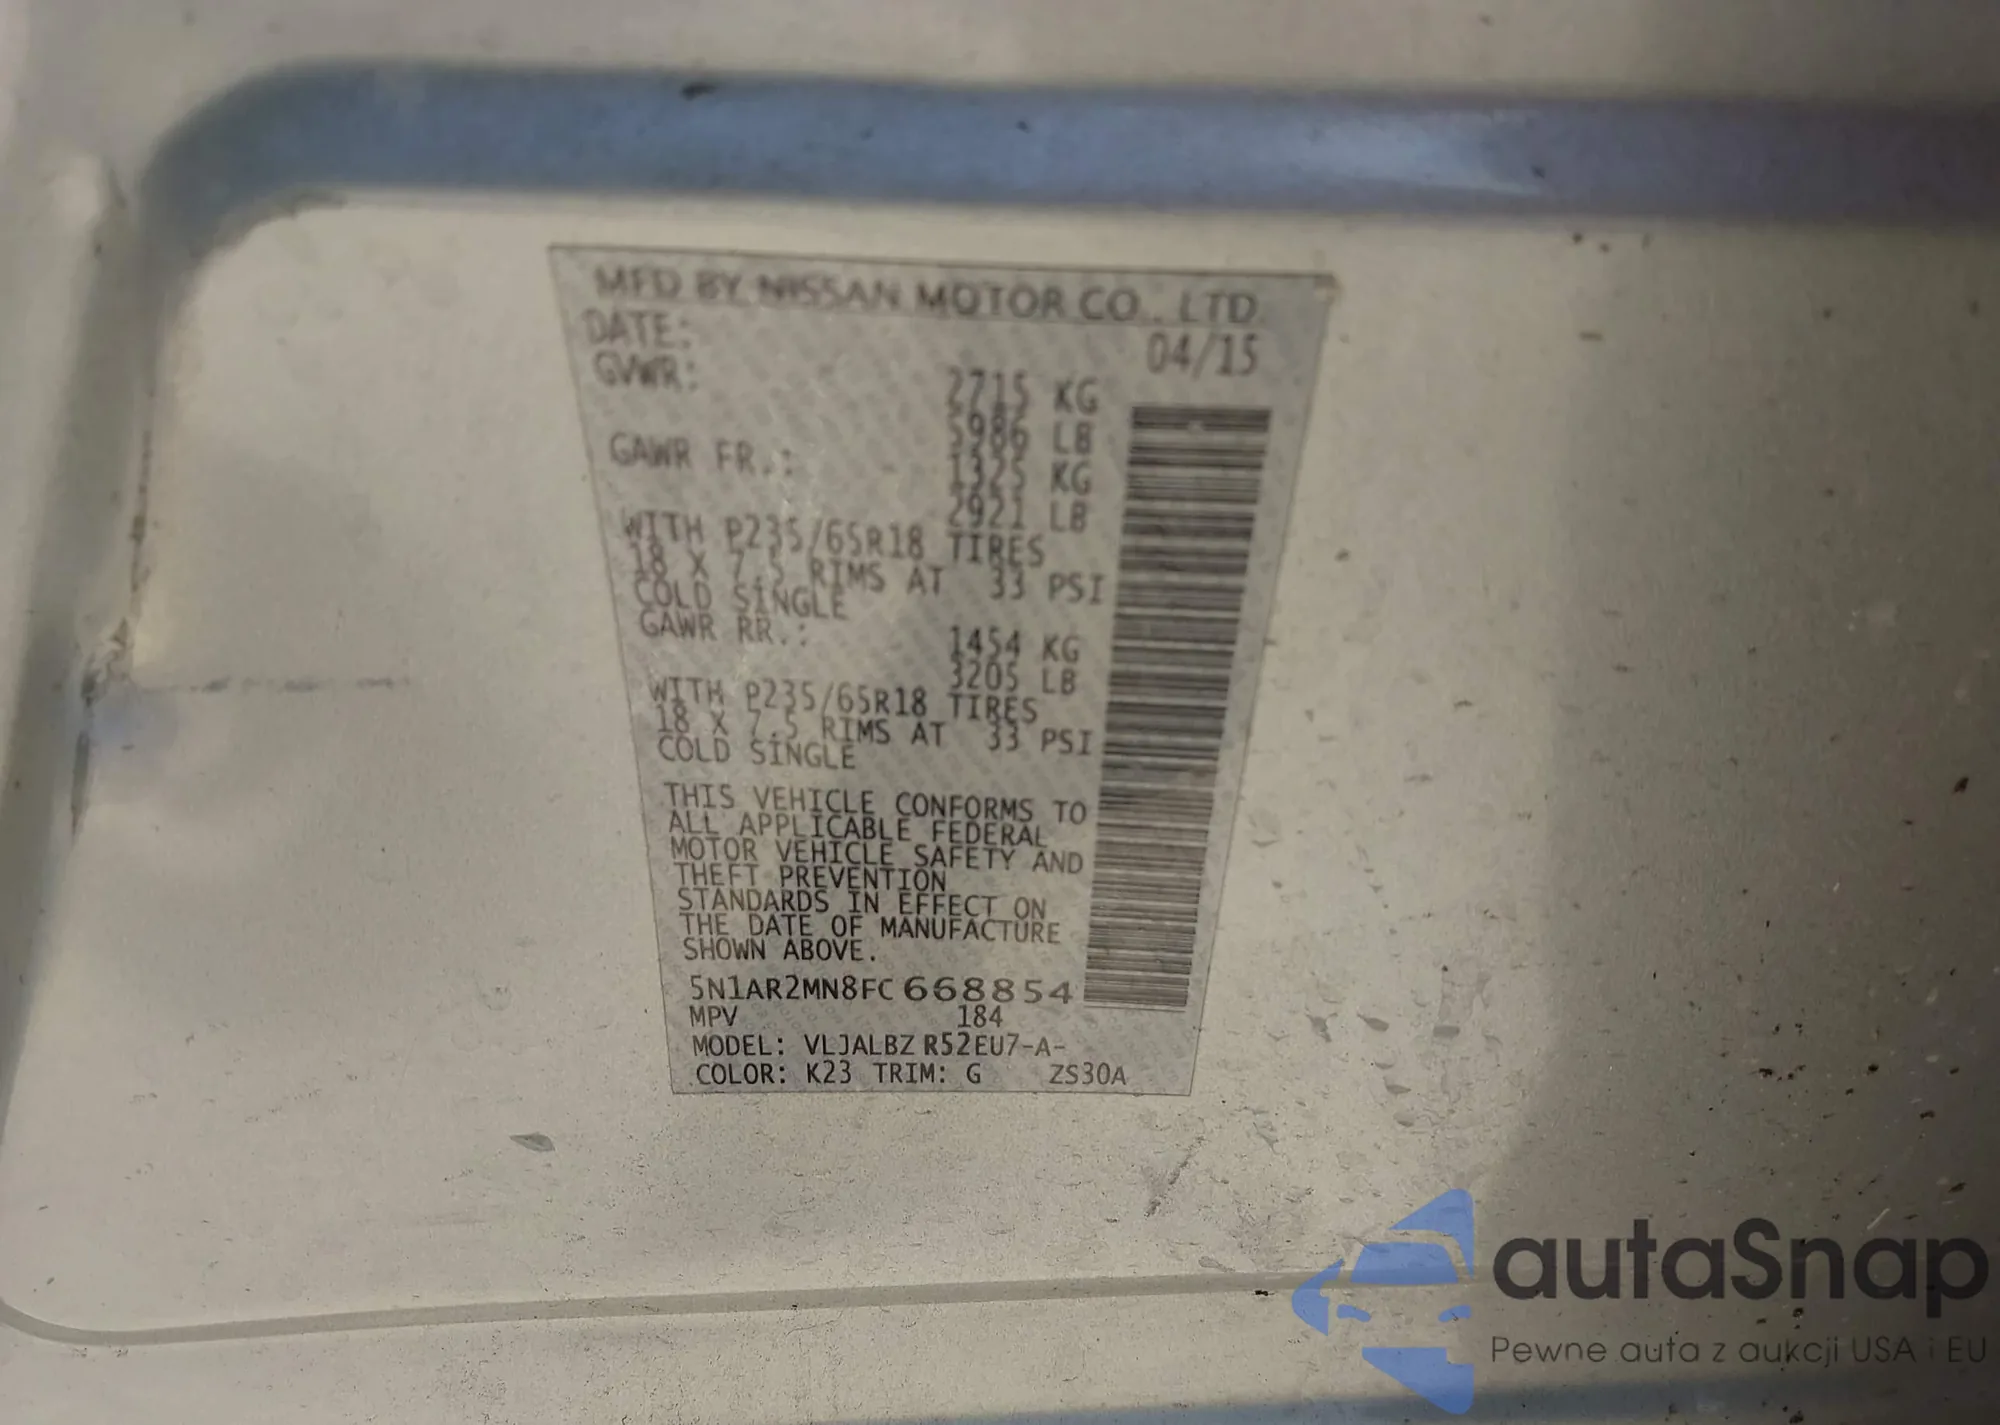 MFD BY NISSAN MOTOR CO., LTD.
DATE: 04/15
GVWR: 2715 KG
5986 LB
GAWR FR.: 1325 KG
2921 LB
WITH P235/65R18 TIRES
18 X 7.5 RIMS AT 33 PSI
COLD SINGLE
GAWR RR.: 1454 KG
3205 LB
WITH P235/65R18 TIRES
18 X 7.5 RIMS AT 33 PSI
COLD SINGLE
THIS VEHICLE CONFORMS TO
ALL APPLICABLE FEDERAL
MOTOR VEHICLE SAFETY AND
THEFT PREVENTION
STANDARDS IN EFFECT ON
THE DATE OF MANUFACTURE
SHOWN ABOVE.
5N1AR2MN8FC668854
MPV 184
MODEL: VLJALBZ R52EU7-A-
COLOR: K23 TRIM: G ZS30A
autaSnap
Pewne auta z aukcji USA i EU